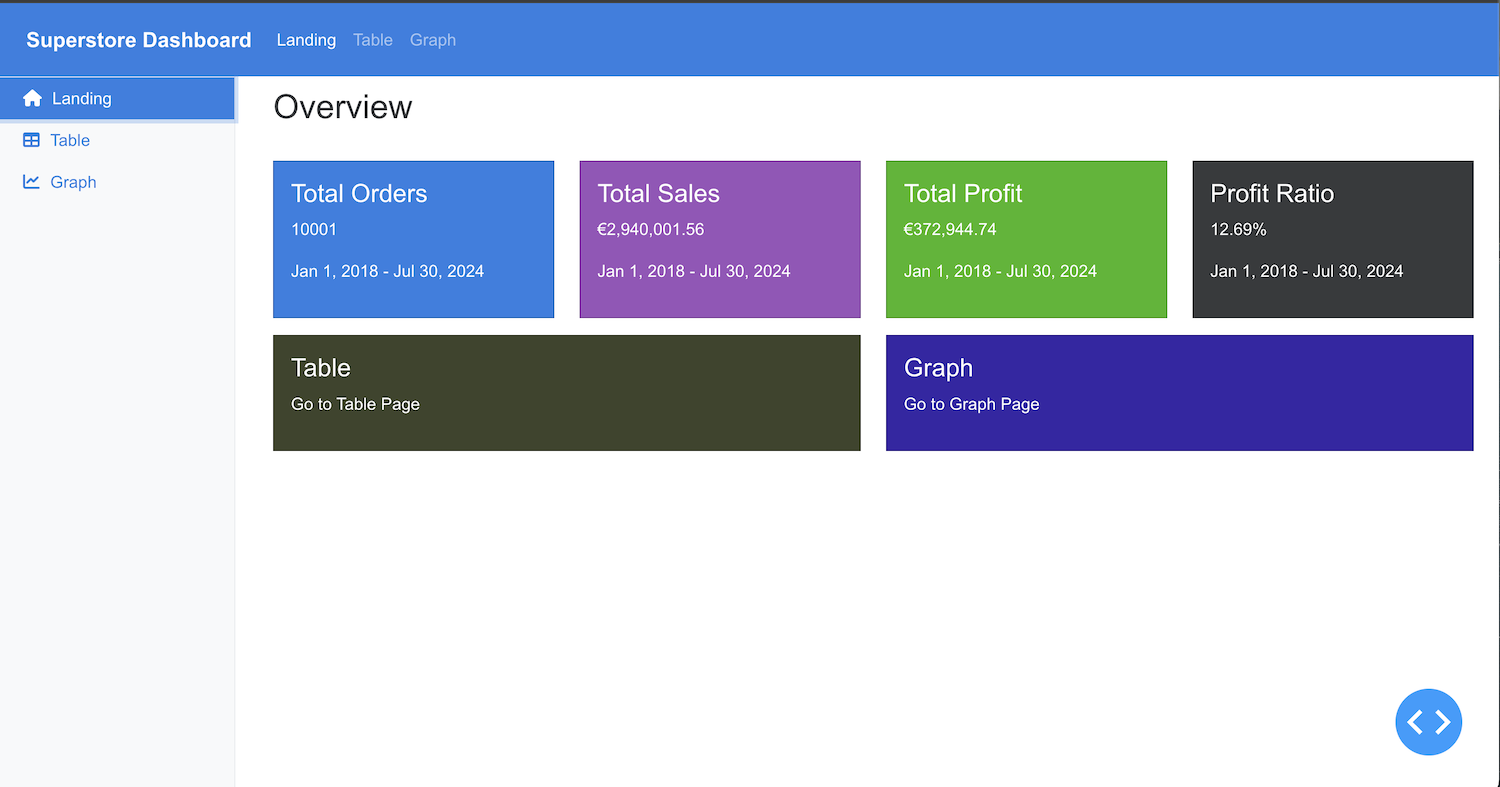 Superstore Dashboard Landing Table Graph
Landing
Table
Graph
Overview
Total Orders
10001
Jan 1, 2018 - Jul 30, 2024
Total Sales
€2,940,001.56
Jan 1, 2018 - Jul 30, 2024
Total Profit
€372,944.74
Jan 1, 2018 - Jul 30, 2024
Profit Ratio
12.69%
Jan 1, 2018 - Jul 30, 2024
Table
Go to Table Page
Graph
Go to Graph Page